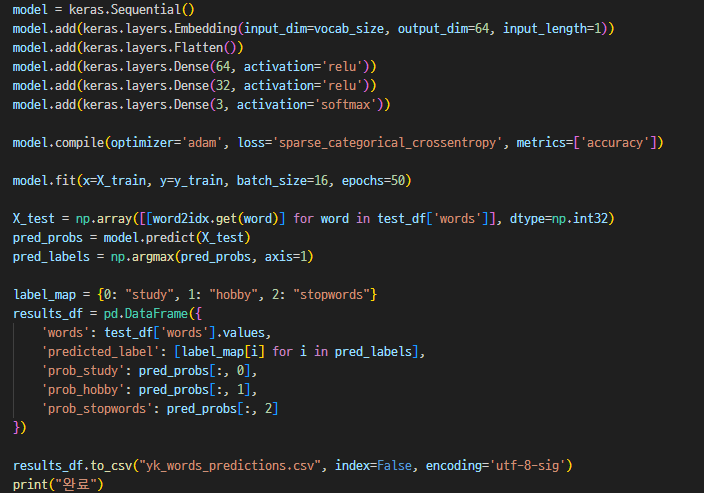 model = keras.Sequential()
model.add(keras.layers.Embedding(input_dim=vocab_size, output_dim=64, input_length=1))
model.add(keras.layers.Flatten())
model.add(keras.layers.Dense(64, activation='relu'))
model.add(keras.layers.Dense(32, activation='relu'))
model.add(keras.layers.Dense(3, activation='softmax'))

model.compile(optimizer='adam', loss='sparse_categorical_crossentropy', metrics=['accuracy'])

model.fit(x=X_train, y=y_train, batch_size=16, epochs=50)

X_test = np.array([[word2idx.get(word)] for word in test_df['words']], dtype=np.int32)
pred_probs = model.predict(X_test)
pred_labels = np.argmax(pred_probs, axis=1)

label_map = {0: "study", 1: "hobby", 2: "stopwords"}
results_df = pd.DataFrame({
    'words': test_df['words'].values,
    'predicted_label': [label_map[i] for i in pred_labels],
    'prob_study': pred_probs[:, 0],
    'prob_hobby': pred_probs[:, 1],
    'prob_stopwords': pred_probs[:, 2]
})

results_df.to_csv("yk_words_predictions.csv", index=False, encoding='utf-8-sig')
print("완료")